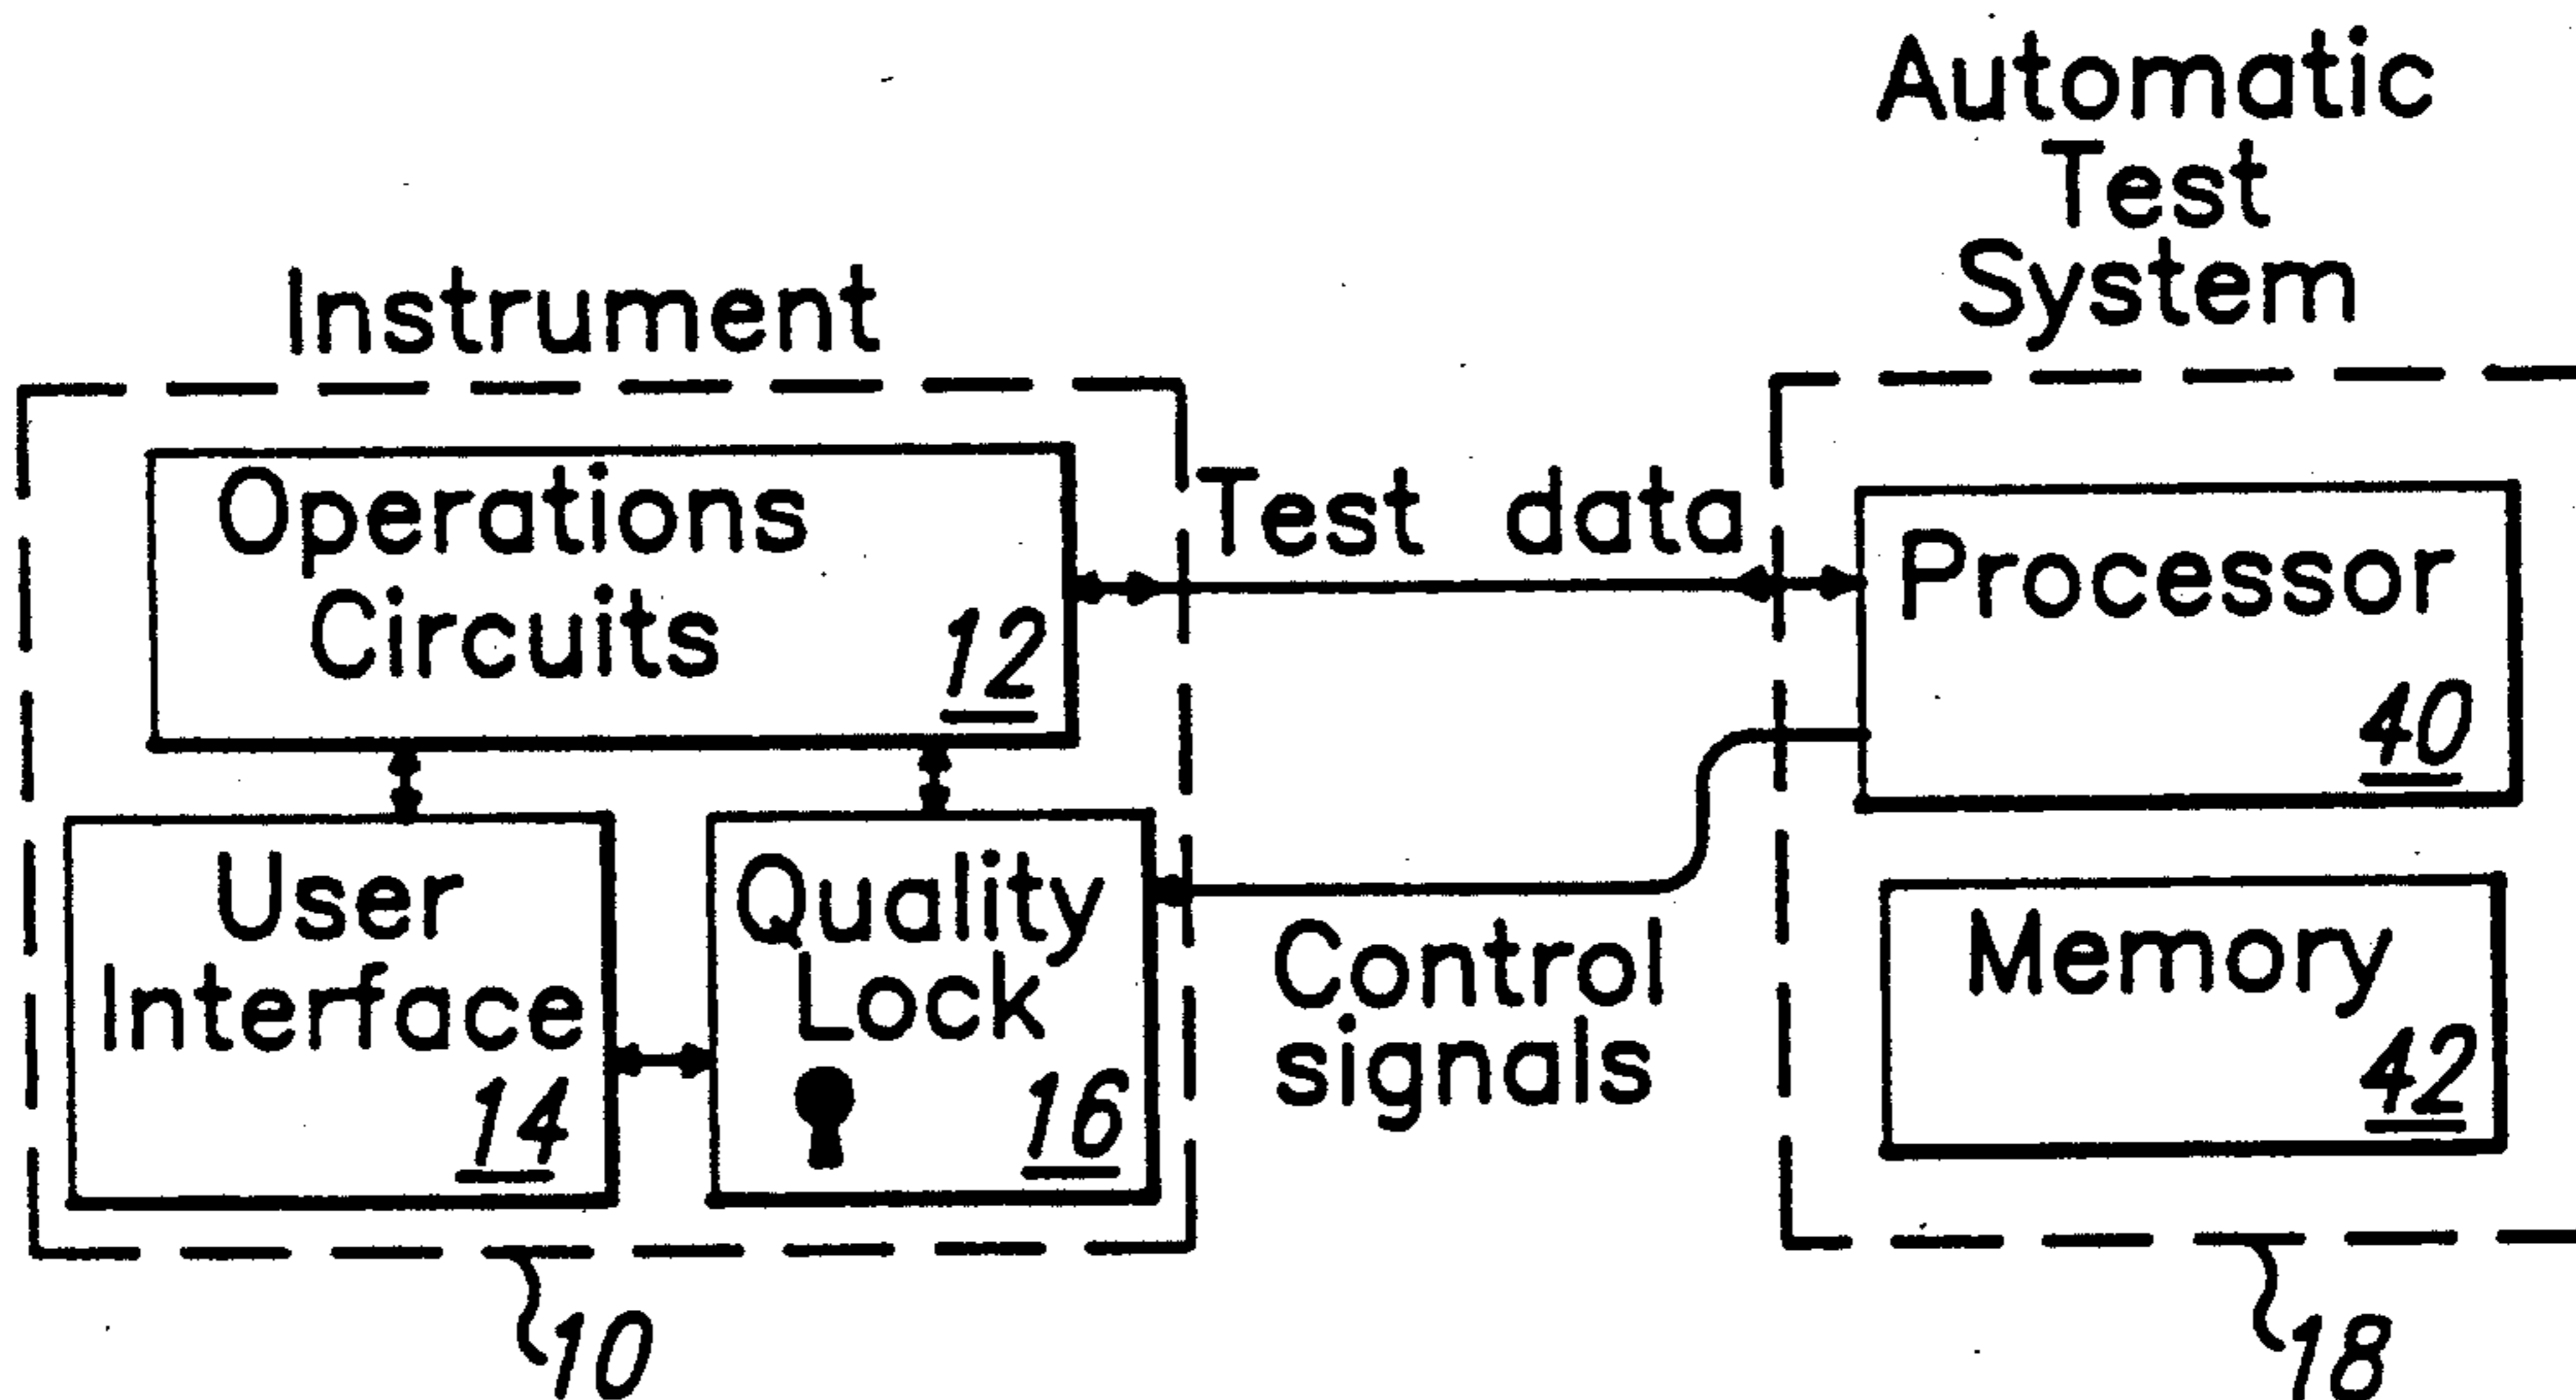 Automatic
Test
System
Instrument
Operations
Circuits
12
Test data
Processor
40
User
Interface
14
Quality
Lock
16
Control
signals
Memory
42
10
18